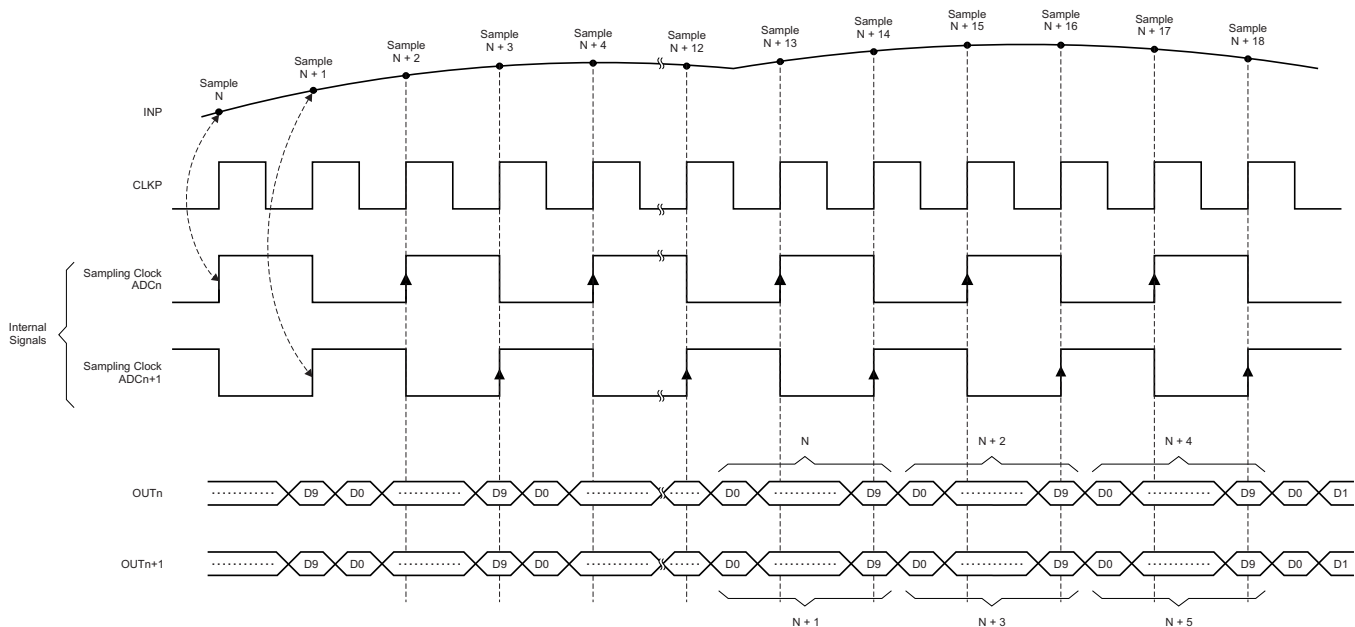 Sample
N
Sample
N + 1
Sample
N + 2
Sample
N + 3
Sample
N + 4
Sample
N + 12
Sample
N + 13
Sample
N + 14
Sample
N + 15
Sample
N + 16
Sample
N + 17
Sample
N + 18
INP
CLKP
Internal
Signals
Sampling Clock
ADCn
Sampling Clock
ADCn+1
N
N + 2
N + 4
OUTn
D9
D0
D9
D0
D0
D9
D0
D9
D0
D9
D0
D1
OUTn+1
D9
D0
D9
D0
D0
D9
D0
D9
D0
D9
D0
D1
N + 1
N + 3
N + 5